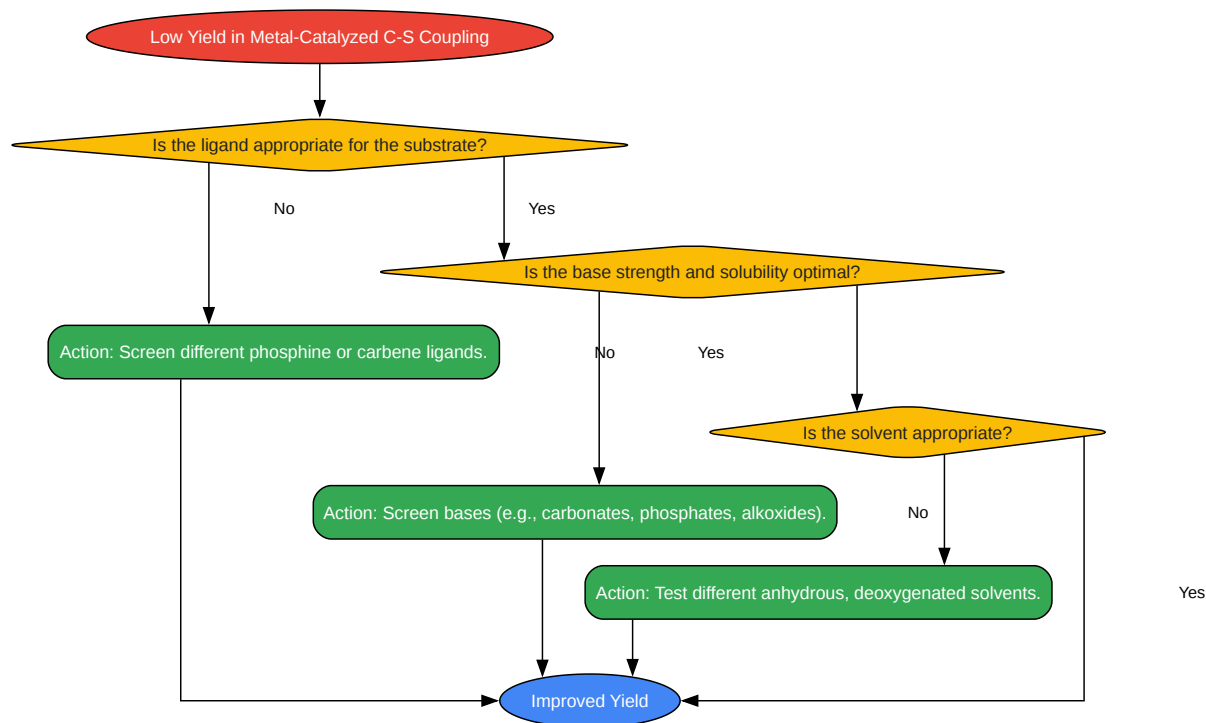 Low Yield in Metal-Catalyzed C-S Coupling
Is the ligand appropriate for the substrate?
No
Yes
Is the base strength and solubility optimal?
Action: Screen different phosphine or carbene ligands.
No
Yes
Is the solvent appropriate?
Action: Screen bases (e.g., carbonates, phosphates, alkoxides).
No
Action: Test different anhydrous, deoxygenated solvents.
Yes
Improved Yield